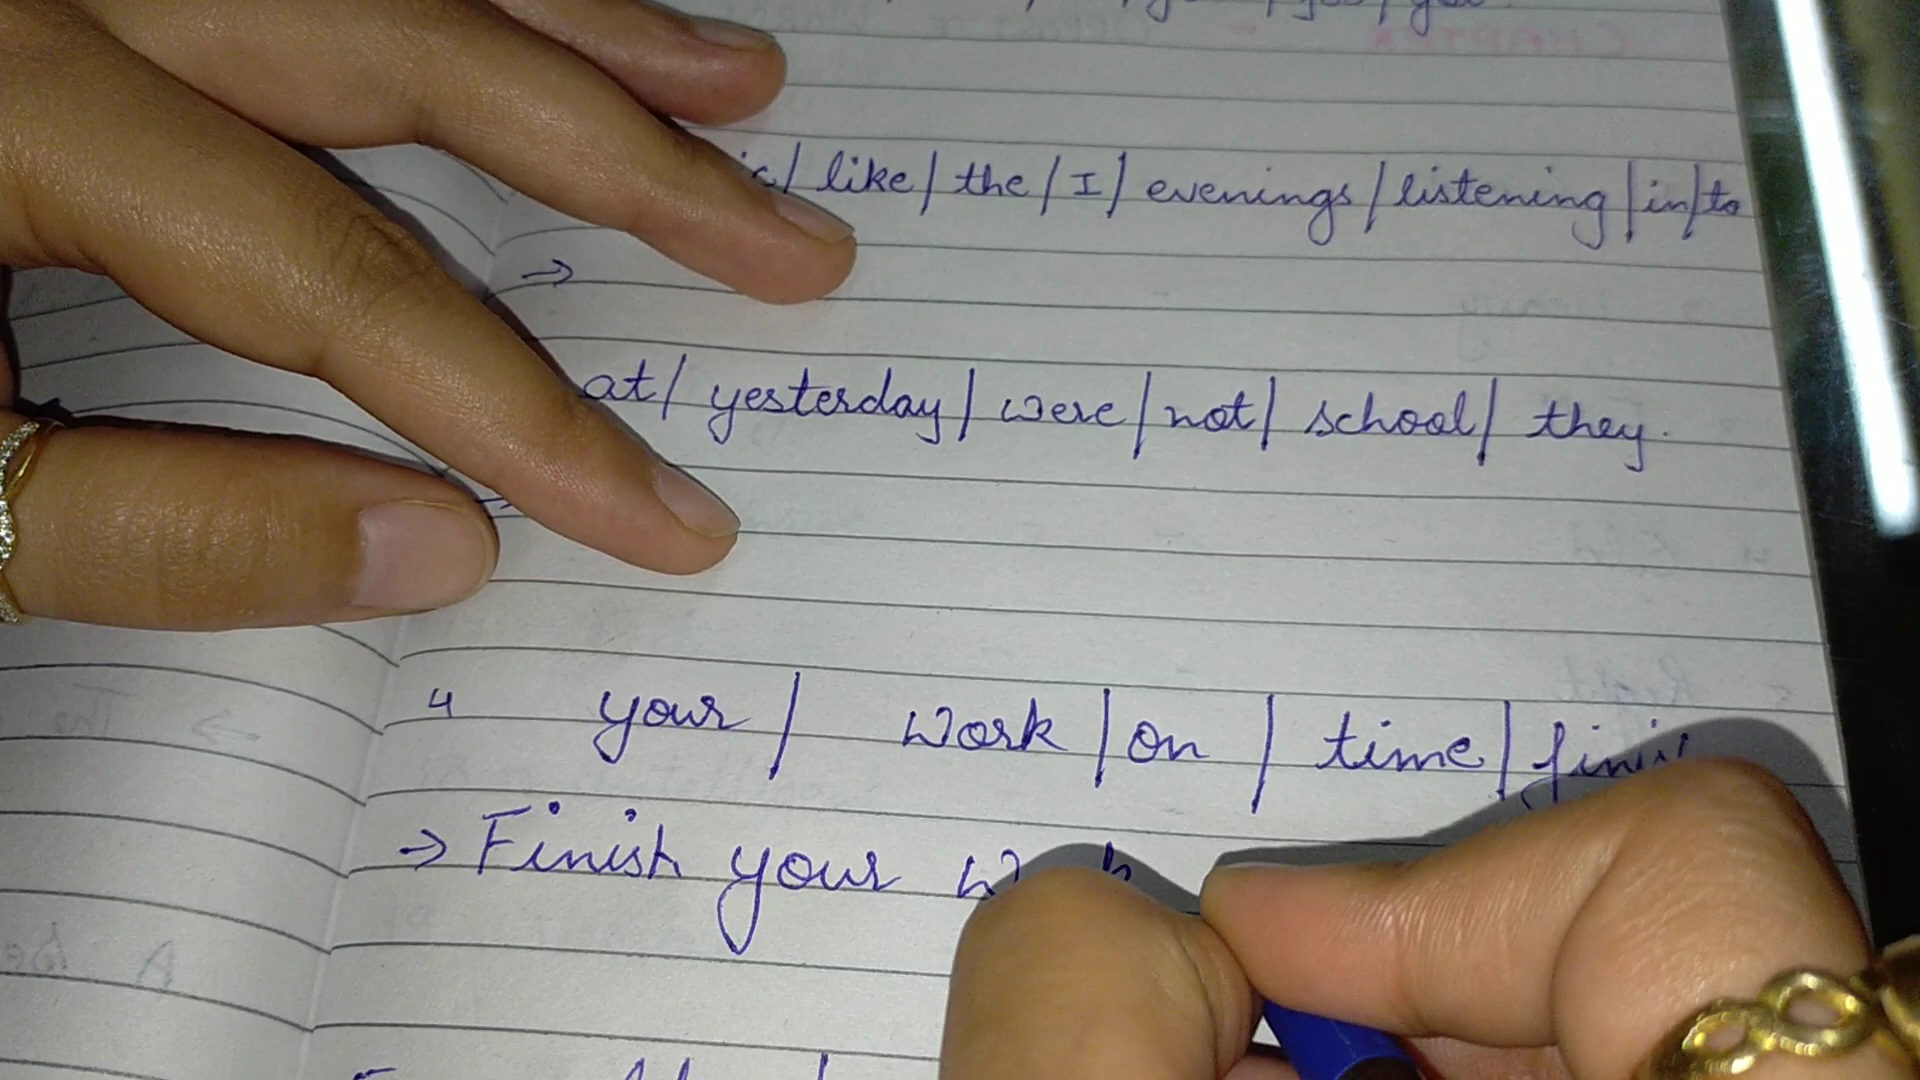 like / the / I / evenings / listening / in / to
→
at / yesterday / were / not / school / they.
→
4 your / work / on / time /
→ Finish your